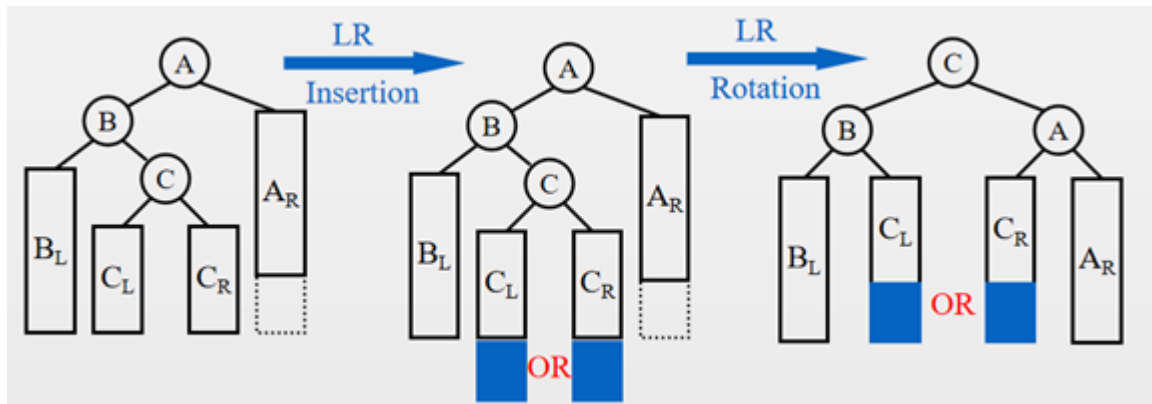 LR
Insertion
LR
Rotation
A
B
C
B_L
C_L
C_R
A_R
A
B
C
B_L
C_L
C_R
A_R
OR
C
B
A
B_L
C_L
C_R
A_R
OR